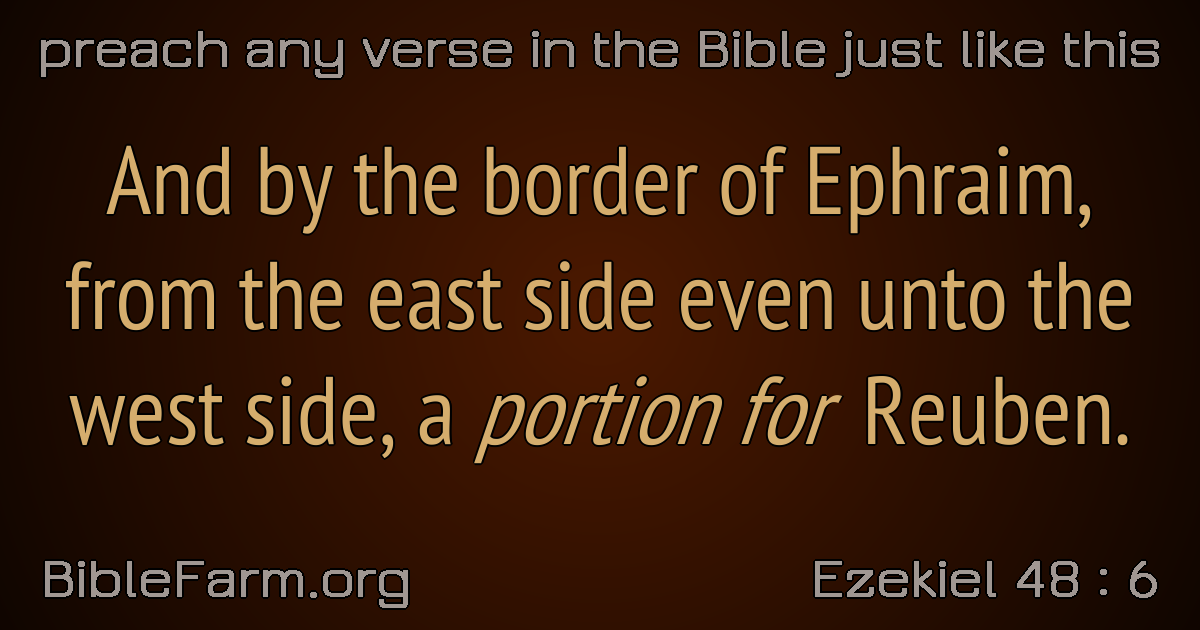 preach any verse in the Bible just like this
And by the border of Ephraim,
from the east side even unto the
west side, a portion for Reuben.
BibleFarm.org
Ezekiel 48 : 6